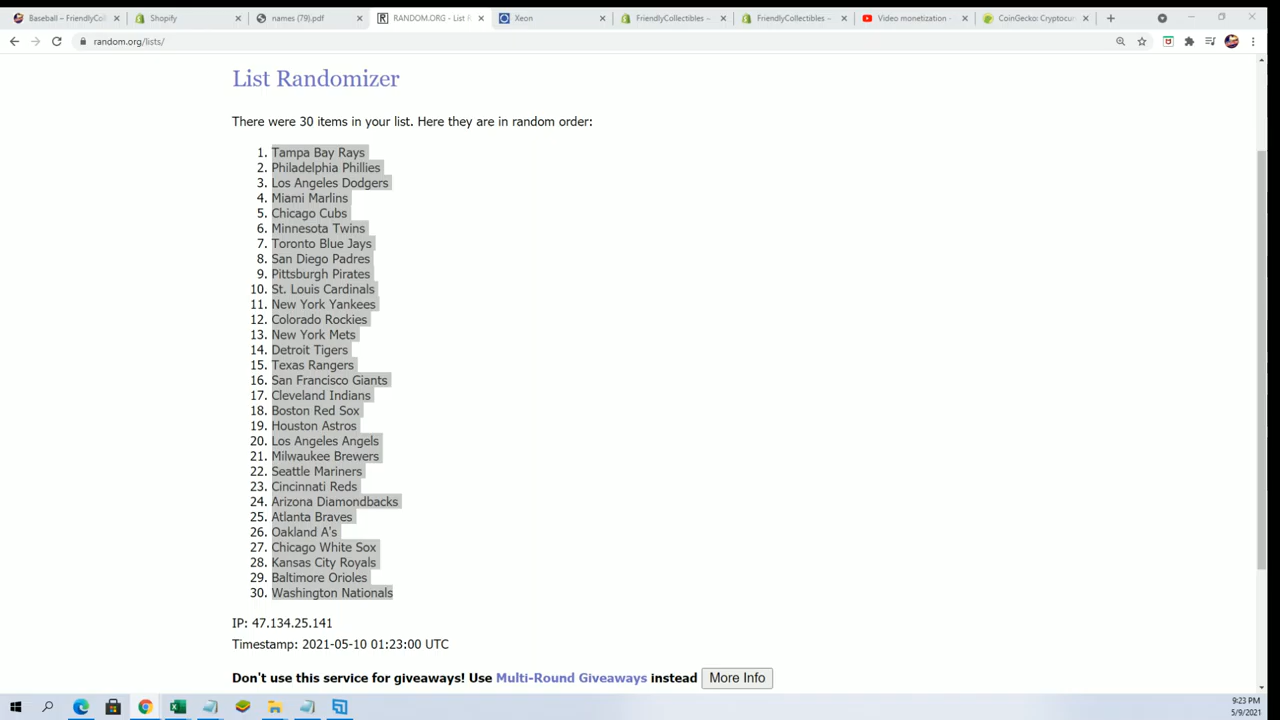 Baseball – FriendlyColl
Shopify
names (79).pdf
RANDOM.ORG - List R
Xeon
FriendlyCollectibles ~
FriendlyCollectibles ~
Video monetization -
CoinGecko: Cryptocur
random.org/lists/
List Randomizer
There were 30 items in your list. Here they are in random order:
1. Tampa Bay Rays
2. Philadelphia Phillies
3. Los Angeles Dodgers
4. Miami Marlins
5. Chicago Cubs
6. Minnesota Twins
7. Toronto Blue Jays
8. San Diego Padres
9. Pittsburgh Pirates
10. St. Louis Cardinals
11. New York Yankees
12. Colorado Rockies
13. New York Mets
14. Detroit Tigers
15. Texas Rangers
16. San Francisco Giants
17. Cleveland Indians
18. Boston Red Sox
19. Houston Astros
20. Los Angeles Angels
21. Milwaukee Brewers
22. Seattle Mariners
23. Cincinnati Reds
24. Arizona Diamondbacks
25. Atlanta Braves
26. Oakland A's
27. Chicago White Sox
28. Kansas City Royals
29. Baltimore Orioles
30. Washington Nationals
IP: 47.134.25.141
Timestamp: 2021-05-10 01:23:00 UTC
Don't use this service for giveaways! Use Multi-Round Giveaways instead More Info
9:23 PM
5/9/2021